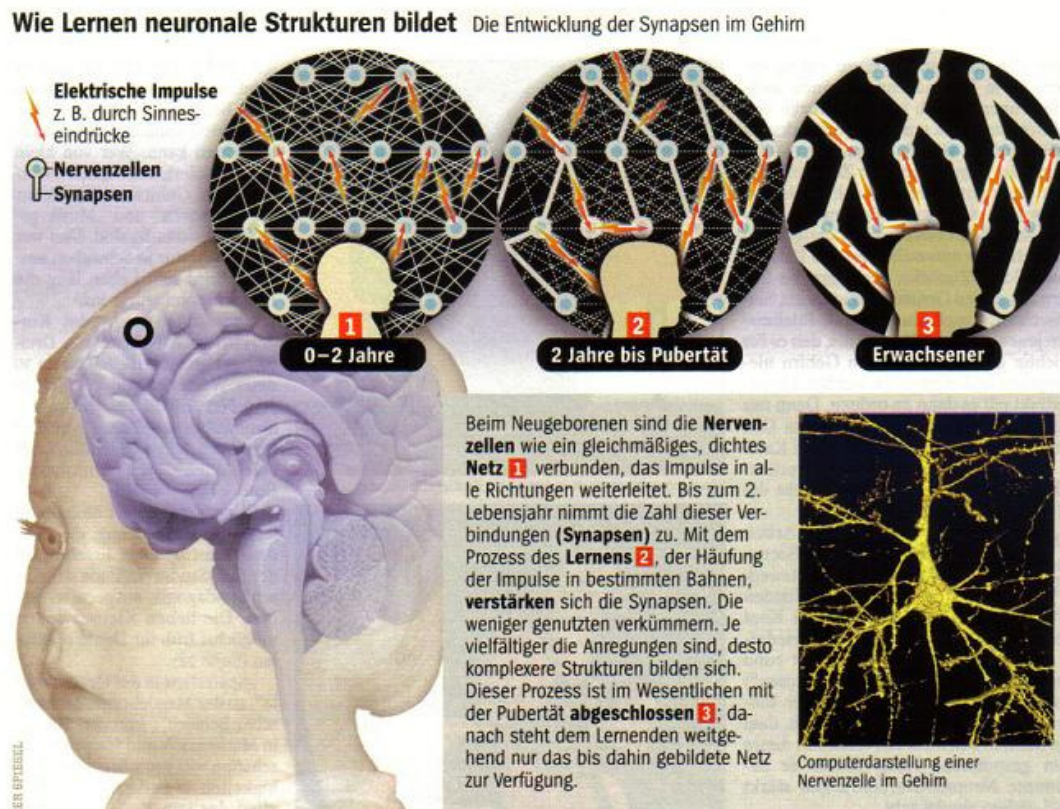 Wie Lernen neuronale Strukturen bildet Die Entwicklung der Synapsen im Gehirn
Elektrische Impulse
z. B. durch Sinnes-
eindrücke
Nervenzellen
Synapsen
1
0–2 Jahre
2
2 Jahre bis Pubertät
3
Erwachsener
Beim Neugeborenen sind die Nerven-
zellen wie ein gleichmäßiges, dichtes
Netz 1 verbunden, das Impulse in al-
le Richtungen weiterleitet. Bis zum 2.
Lebensjahr nimmt die Zahl dieser Ver-
bindungen (Synapsen) zu. Mit dem
Prozess des Lernens 2, der Häufung
der Impulse in bestimmten Bahnen,
verstärken sich die Synapsen. Die
weniger genutzten verkümmern. Je
vielfältiger die Anregungen sind, desto
komplexere Strukturen bilden sich.
Dieser Prozess ist im Wesentlichen mit
der Pubertät abgeschlossen 3; da-
nach steht dem Lernenden weitge-
hend nur das bis dahin gebildete Netz
zur Verfügung.
Computerdarstellung einer
Nervenzelle im Gehirn
SPIEGEL